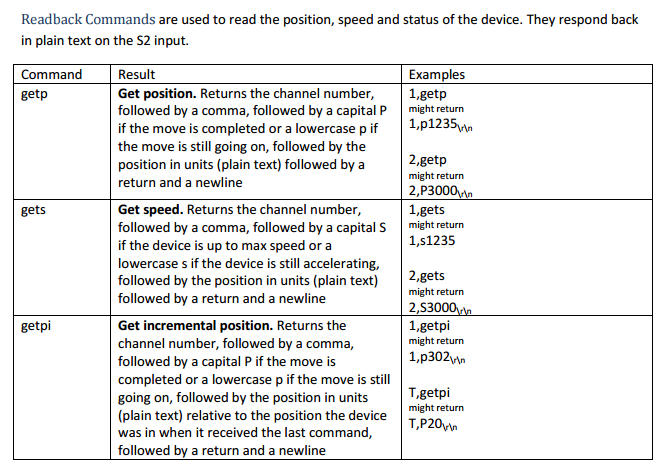 Readback Commands are used to read the position, speed and status of the device. They respond back
in plain text on the S2 input.
Command Result Examples
getp
Get position. Returns the channel number,
followed by a comma, followed by a capital P
if the move is completed or a lowercase p if
the move is still going on, followed by the
position in units (plain text) followed by a
return and a newline
1,getp
might return
1,p1235\r\n
2,getp
might return
2,P3000\r\n
gets
Get speed. Returns the channel number,
followed by a comma, followed by a capital S
if the device is up to max speed or a
lowercase s if the device is still accelerating,
followed by the position in units (plain text)
followed by a return and a newline
1,gets
might return
1,s1235
2,gets
might return
2,S3000\r\n
getpi
Get incremental position. Returns the
channel number, followed by a comma,
followed by a capital P if the move is
completed or a lowercase p if the move is still
going on, followed by the position in units
(plain text) relative to the position the device
was in when it received the last command,
followed by a return and a newline
1,getpi
might return
1,p302\r\n
T,getpi
might return
T,P20\r\n